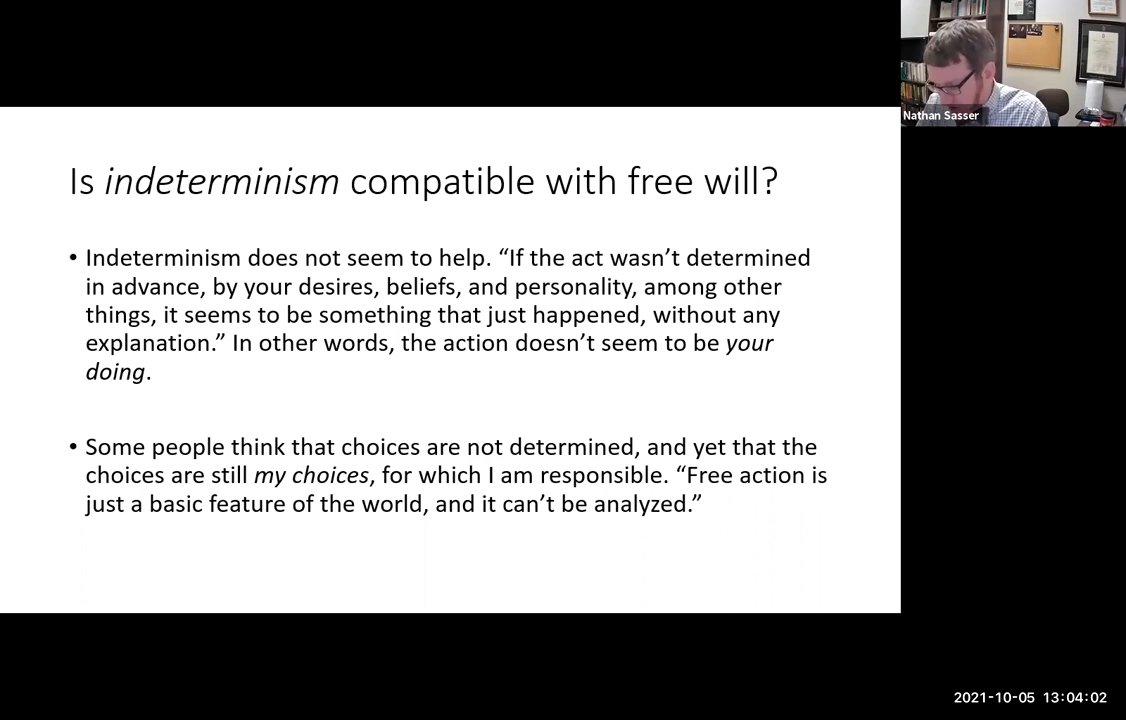 Is indeterminism compatible with free will?
• Indeterminism does not seem to help. “If the act wasn’t determined
in advance, by your desires, beliefs, and personality, among other
things, it seems to be something that just happened, without any
explanation.” In other words, the action doesn’t seem to be your
doing.
• Some people think that choices are not determined, and yet that the
choices are still my choices, for which I am responsible. “Free action is
just a basic feature of the world, and it can’t be analyzed.”
Nathan Sasser
2021-10-05 13:04:02